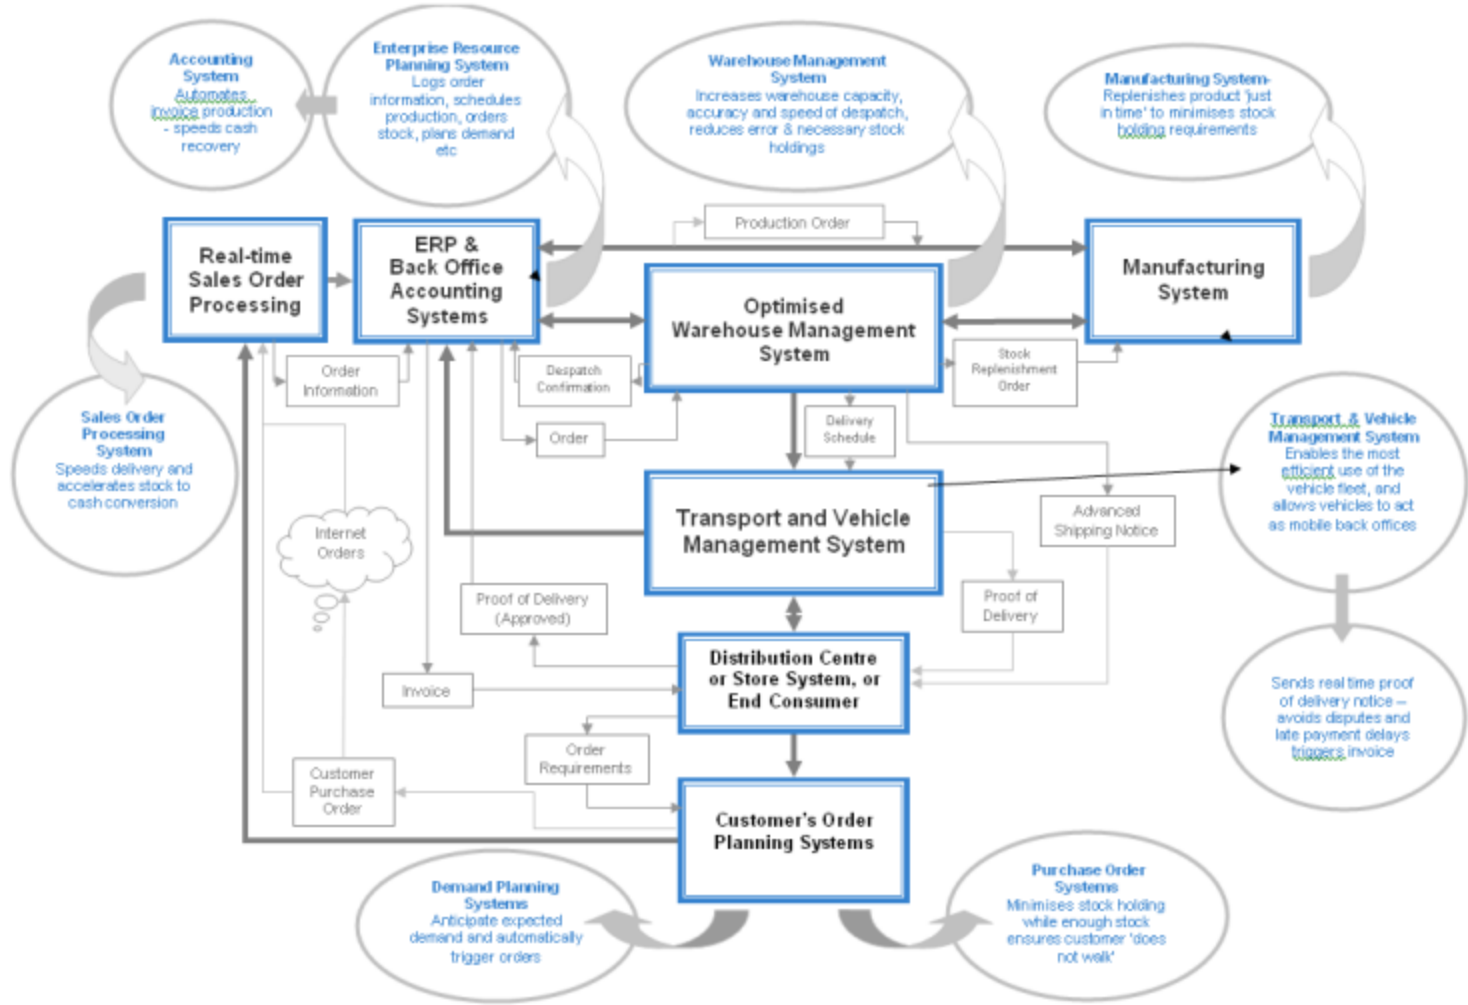 Accounting
System
Automates
invoice production
- speeds cash
recovery
Enterprise Resource
Planning System
Logs order
information, schedules
production, orders
stock, plans demand
etc
Warehouse Management
System
Increases warehouse capacity,
accuracy and speed of despatch,
reduces error & necessary stock
holdings
Manufacturing System-
Replenishes product 'just
in time' to minimises stock
holding requirements
Production Order
Real-time
Sales Order
Processing
ERP &
Back Office
Accounting
Systems
Optimised
Warehouse Management
System
Manufacturing
System
Order
Information
Despatch
Confirmation
Stock
Replenishment
Order
Order
Delivery
Schedule
Sales Order
Processing
System
Speeds delivery and
accelerates stock to
cash conversion
Transport & Vehicle
Management System
Enables the most
efficient use of the
vehicle fleet, and
allows vehicles to act
as mobile back offices
Internet
Orders
Transport and Vehicle
Management System
Advanced
Shipping Notice
Proof of Delivery
(Approved)
Proof of
Delivery
Invoice
Distribution Centre
or Store System, or
End Consumer
Sends real time proof
of delivery notice –
avoids disputes and
late payment delays
triggers invoice
Order
Requirements
Customer
Purchase
Order
Customer's Order
Planning Systems
Demand Planning
Systems
Anticipate expected
demand and automatically
trigger orders
Purchase Order
Systems
Minimises stock holding
while enough stock
ensures customer 'does
not walk'